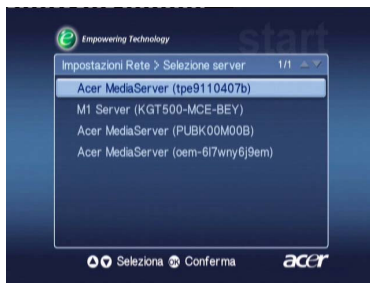 Empowering Technology
start
Impostazioni Rete > Selezione server 1/1
Acer MediaServer (tpe9110407b)
M1 Server (KGT500-MCE-BEY)
Acer MediaServer (PUBK00M00B)
Acer MediaServer (oem-6l7wny6j9em)
Seleziona OK Conferma
acer